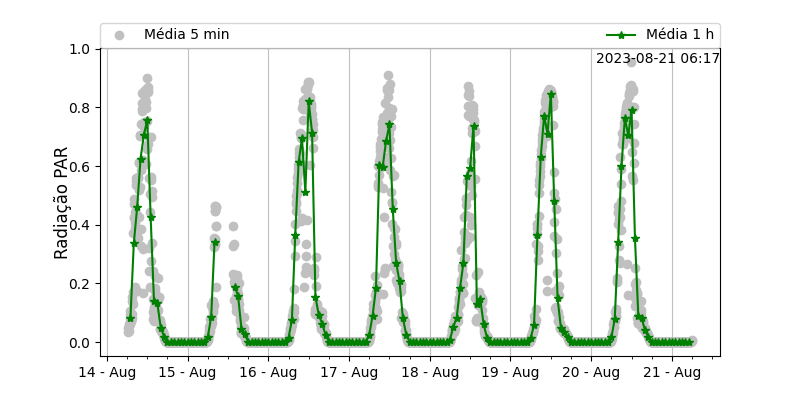 Média 5 min
Média 1 h
2023-08-21 06:17
1.0
0.8
0.6
0.4
0.2
0.0
Radiação PAR
14 - Aug
15 - Aug
16 - Aug
17 - Aug
18 - Aug
19 - Aug
20 - Aug
21 - Aug